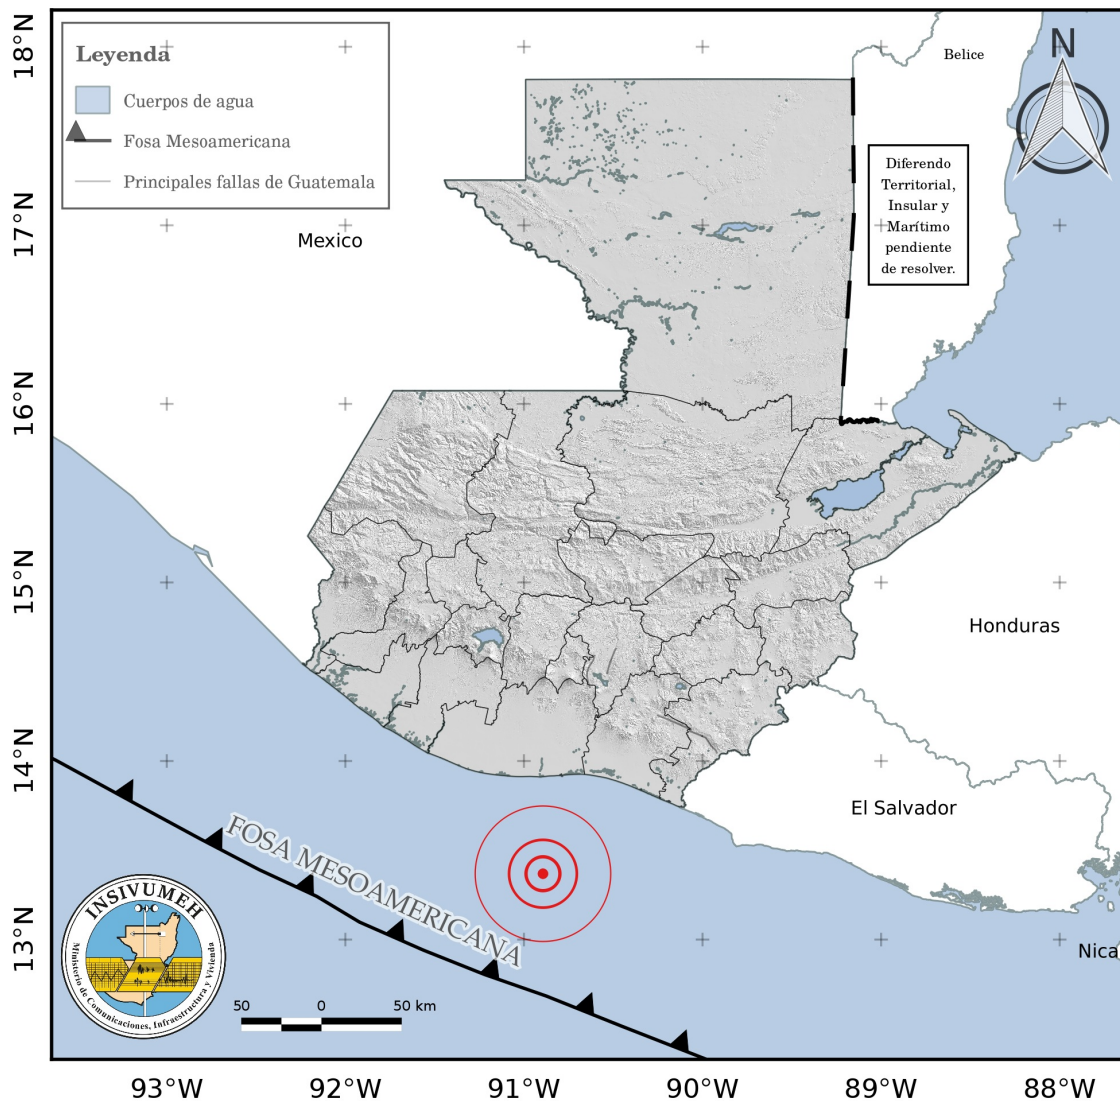 18°N
17°N
16°N
15°N
14°N
13°N
Leyenda
Cuerpos de agua
Fosa Mesoamericana
Principales fallas de Guatemala
Belice
N
Diferendo
Territorial,
Insular y
Marítimo
pendiente
de resolver.
Mexico
Honduras
El Salvador
Nica
FOSA MESOAMERICANA
INSIVUMEH
Ministerio de Comunicaciones, Infraestructura y Vivienda
50 0 50 km
93°W 92°W 91°W 90°W 89°W 88°W